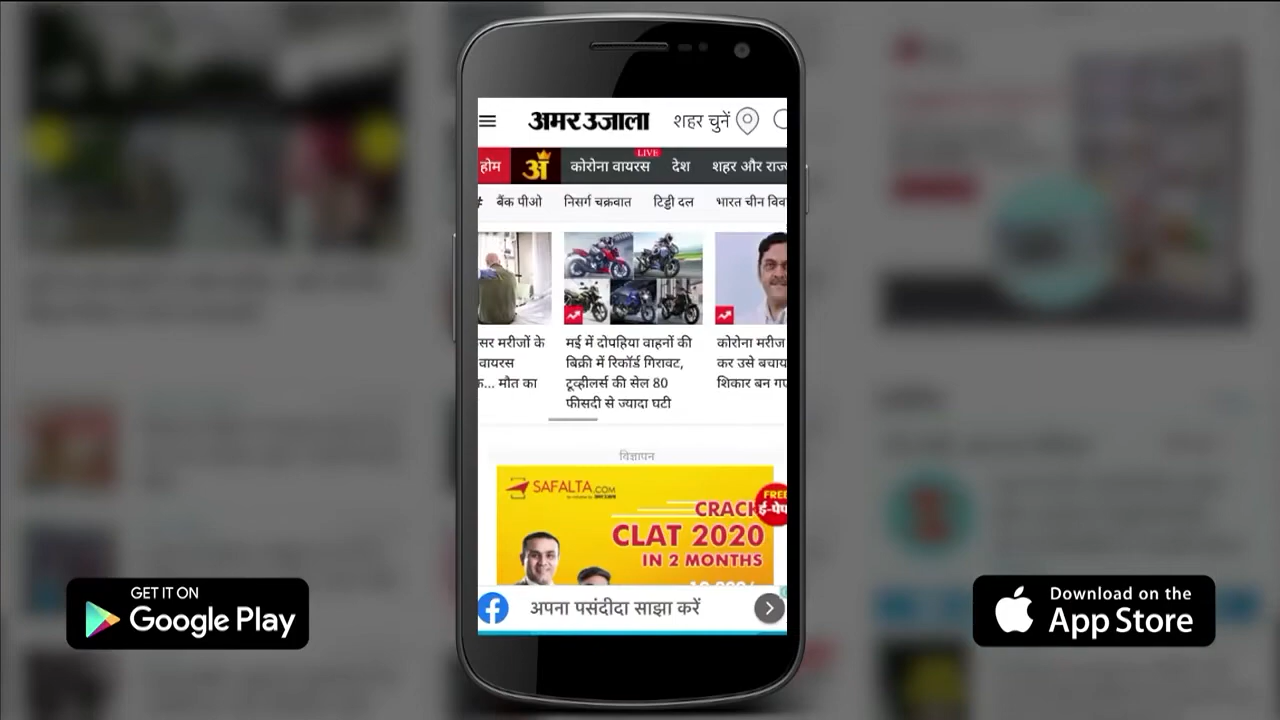 अमर उजाला शहर चुनें
होम अ कोरोना वायरस LIVE देश शहर और राज्
# बैंक पीओ निसर्ग चक्रवात टिड्डी दल भारत चीन विवा
सर मरीजों के
वायरस
क... मौत का
मई में दोपहिया वाहनों की
बिक्री में रिकॉर्ड गिरावट,
टूव्हीलर्स की सेल 80
फीसदी से ज्यादा घटी
कोरोना मरीज
कर उसे बचाय
शिकार बन गए
विज्ञापन
SAFALTA.COM
CRACK
CLAT 2020
IN 2 MONTHS
FREE
ई-पेप
अपना पसंदीदा साझा करें
GET IT ON
Google Play
Download on the
App Store